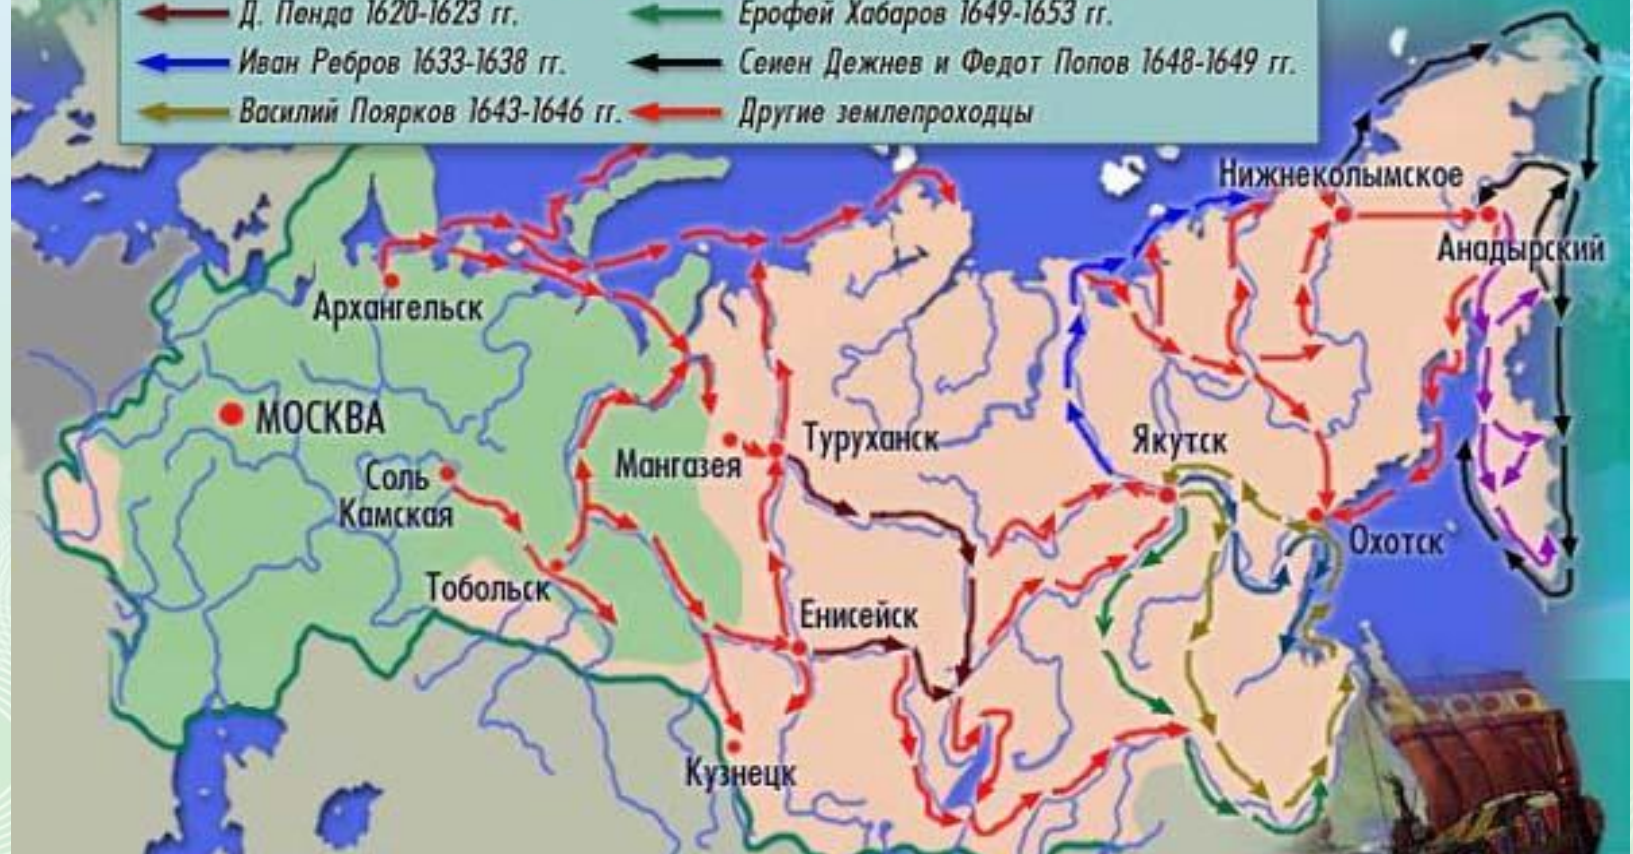 Д. Пенда 1620-1623 гг.
Ерофей Хабаров 1649-1653 гг.
Иван Ребров 1633-1638 гг.
Сеиен Дежнев и Федот Попов 1648-1649 гг.
Василий Поярков 1643-1646 гг.
Другие землепроходцы
Нижнеколымское
Анадырский
Архангельск
МОСКВА
Соль
Камская
Мангазея
Туруханск
Якутск
Охотск
Тобольск
Енисейск
Кузнецк